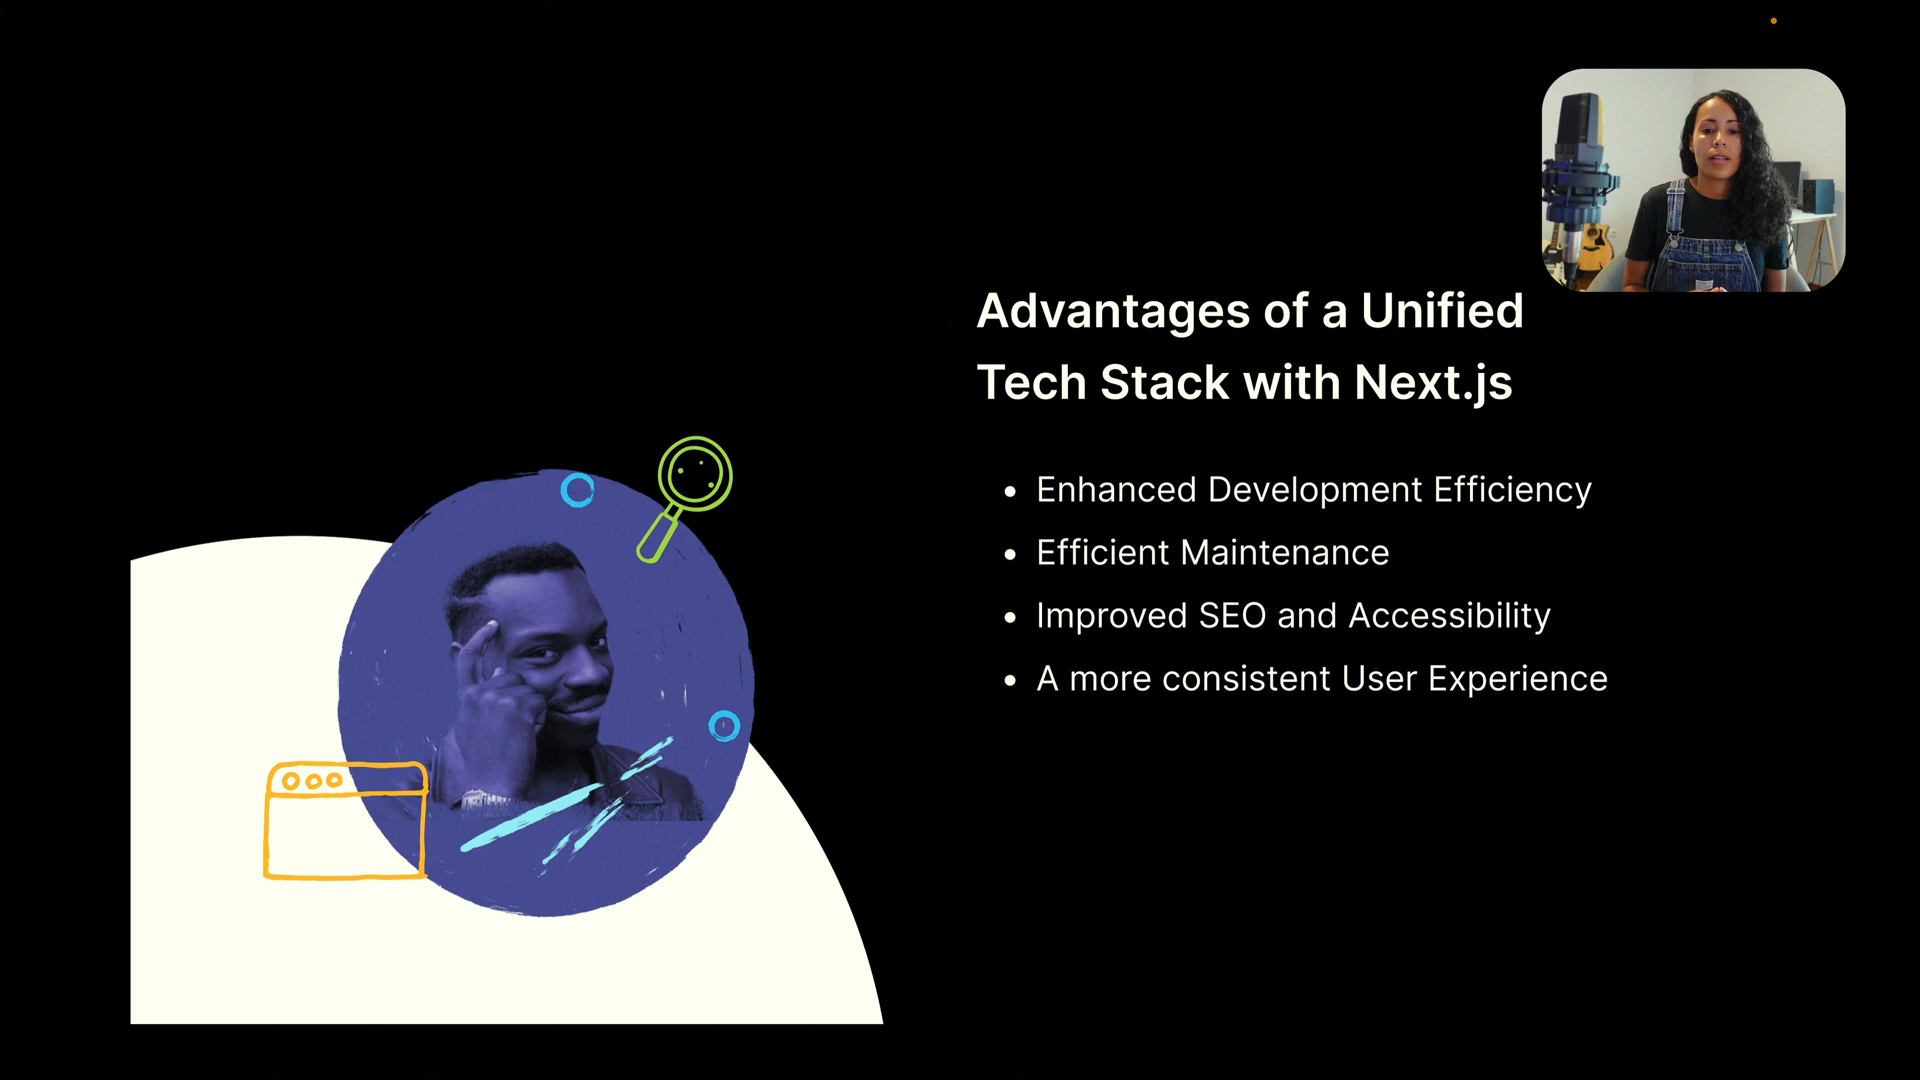 Advantages of a Unified
Tech Stack with Next.js
• Enhanced Development Efficiency
• Efficient Maintenance
• Improved SEO and Accessibility
• A more consistent User Experience